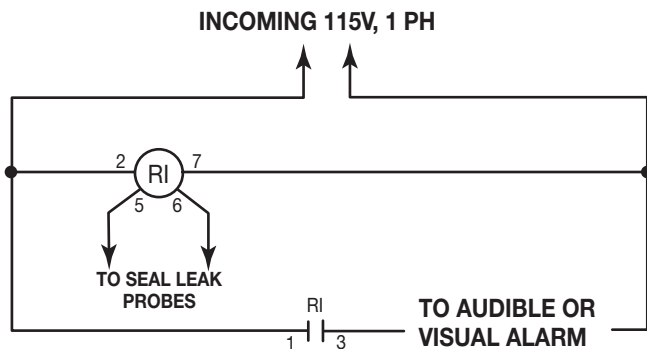 INCOMING 115V, 1 PH
2
RI
7
5
6
TO SEAL LEAK
PROBES
RI
1
3
TO AUDIBLE OR
VISUAL ALARM